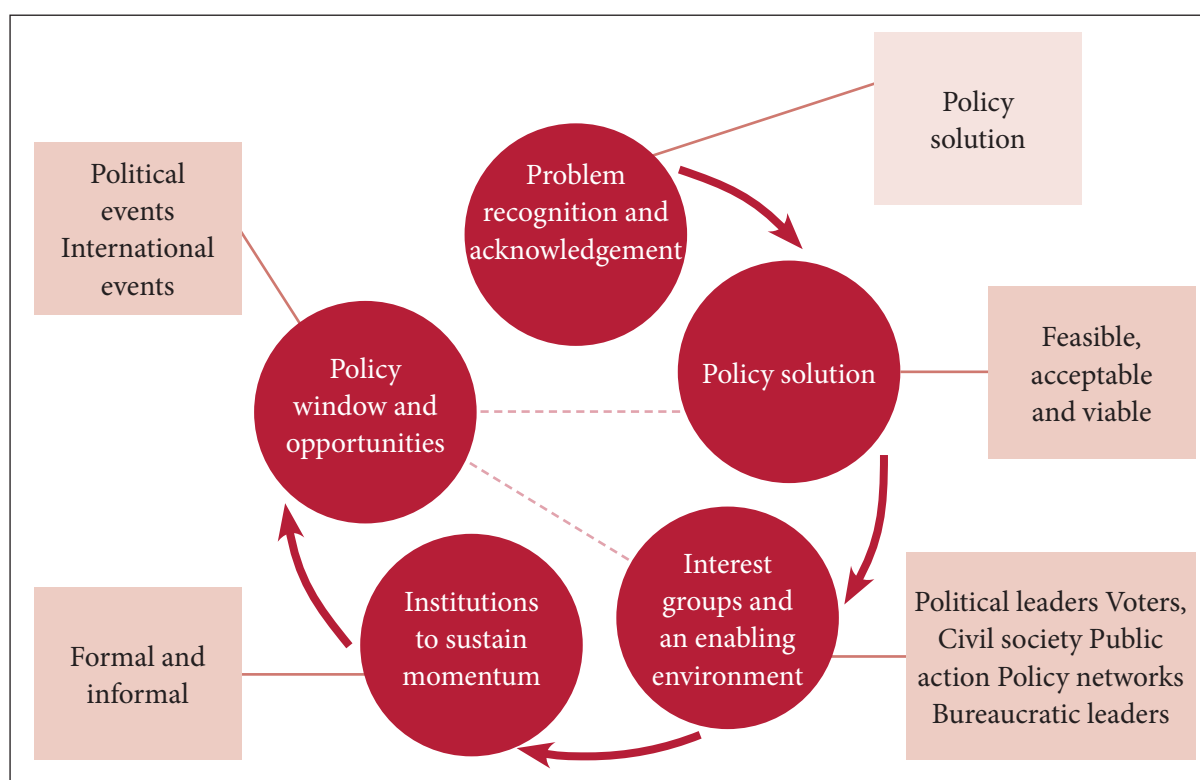 Policy
solution
Problem
recognition and
acknowledgement
Political
events
International
events
Policy solution
Feasible,
acceptable
and viable
Policy
window and
opportunities
Interest
groups and
an enabling
environment
Political leaders Voters,
Civil society Public
action Policy networks
Bureaucratic leaders
Institutions
to sustain
momentum
Formal and
informal